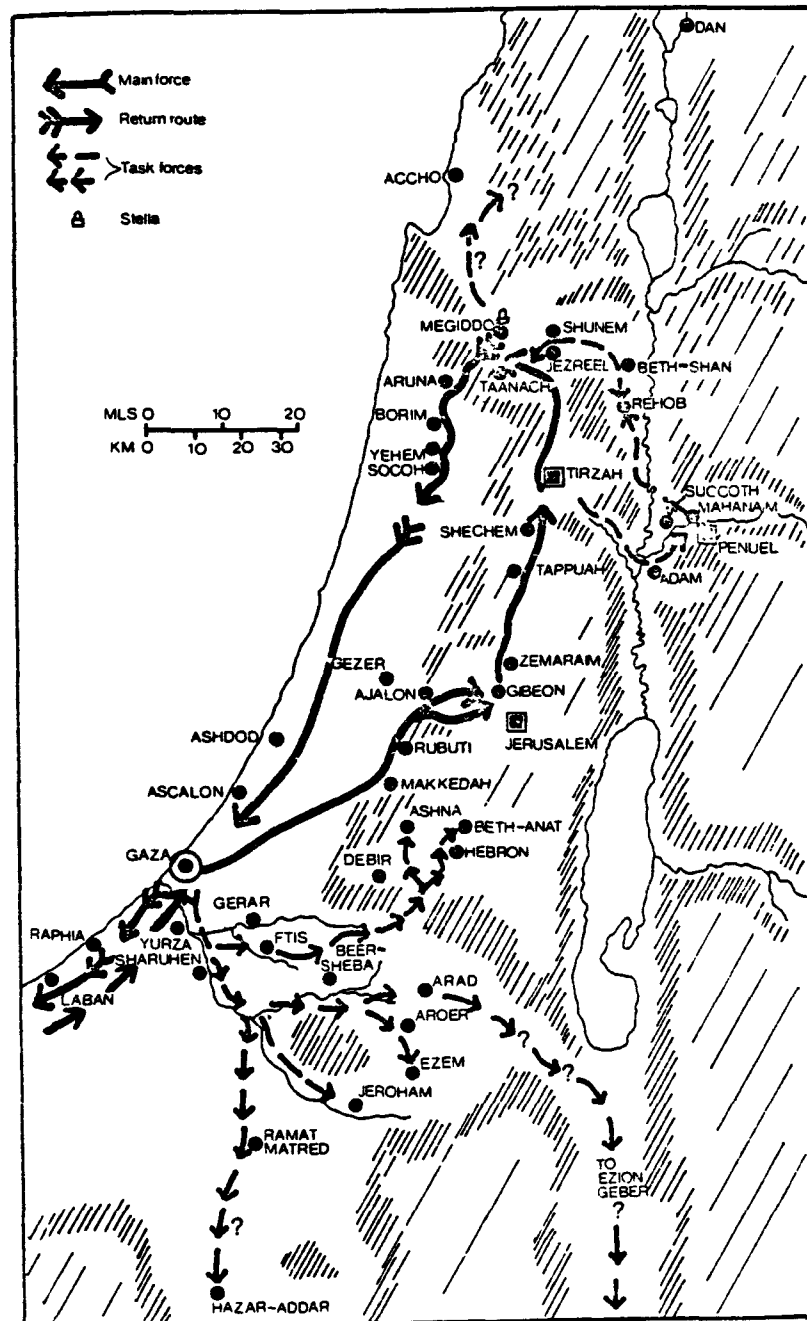 Main force
Return route
Task forces
Stella
DAN
ACCHO
?
?
MEGIDDO
SHUNEM
JEZREEL
BETH-SHAN
TAANACH
ARUNA
REHOB
MLS 0 10 20
KM 0 10 20 30
BORIM
YEHEM
SOCOH
TIRZAH
SUCCOTH
MAHANAIM
SHECHEM
PENUEL
TAPPUAH
ADAM
GEZER
ZEMARAIM
AJALON
GIBEON
ASHDOD
RUBUTI
JERUSALEM
MAKKEDAH
ASCALON
ASHNA
BETH-ANAT
GAZA
HEBRON
DEBIR
GERAR
RAPHIA
YURZA
FTIS
BEER-
SHEBA
SHARUHEN
LABAN
ARAD
AROER
?
EZEM
?
JEROHAM
RAMAT
MATRED
TO
EZION
GEBER
?
?
HAZAR-ADDAR